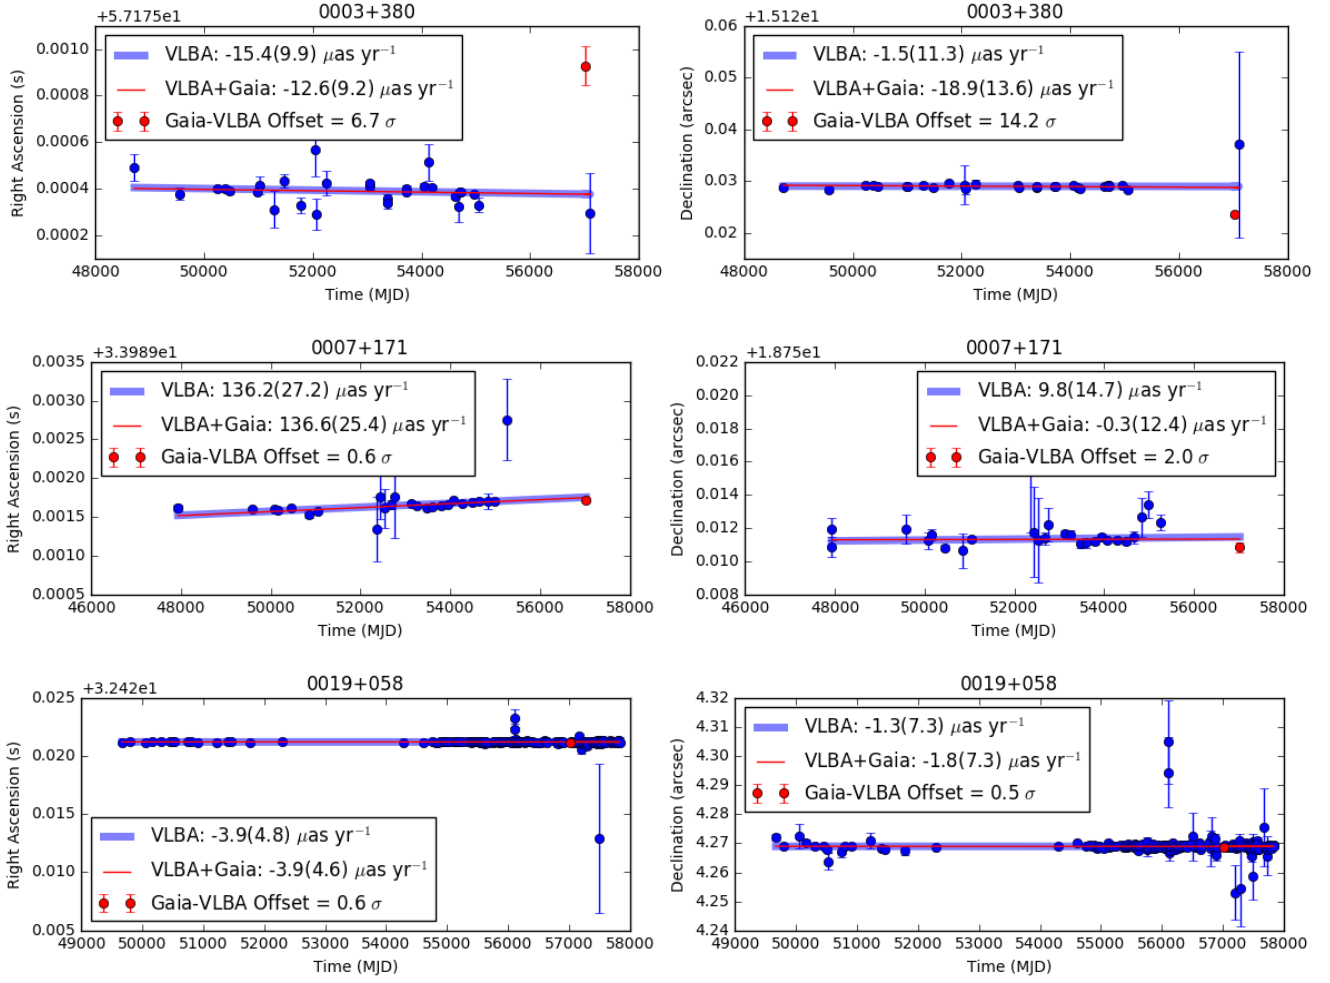 +5.7175e1
0003+380
VLBA: -15.4(9.9) μas yr⁻¹
VLBA+Gaia: -12.6(9.2) μas yr⁻¹
Gaia-VLBA Offset = 6.7 σ
Right Ascension (s)
0.0010
0.0008
0.0006
0.0004
0.0002
48000 50000 52000 54000 56000 58000
Time (MJD)
+1.512e1
0003+380
VLBA: -1.5(11.3) μas yr⁻¹
VLBA+Gaia: -18.9(13.6) μas yr⁻¹
Gaia-VLBA Offset = 14.2 σ
Declination (arcsec)
0.06
0.05
0.04
0.03
0.02
48000 50000 52000 54000 56000 58000
Time (MJD)
+3.3989e1
0007+171
VLBA: 136.2(27.2) μas yr⁻¹
VLBA+Gaia: 136.6(25.4) μas yr⁻¹
Gaia-VLBA Offset = 0.6 σ
Right Ascension (s)
0.0035
0.0030
0.0025
0.0020
0.0015
0.0010
0.0005
46000 48000 50000 52000 54000 56000 58000
Time (MJD)
+1.875e1
0007+171
VLBA: 9.8(14.7) μas yr⁻¹
VLBA+Gaia: -0.3(12.4) μas yr⁻¹
Gaia-VLBA Offset = 2.0 σ
Declination (arcsec)
0.022
0.020
0.018
0.016
0.014
0.012
0.010
0.008
46000 48000 50000 52000 54000 56000 58000
Time (MJD)
+3.242e1
0019+058
VLBA: -3.9(4.8) μas yr⁻¹
VLBA+Gaia: -3.9(4.6) μas yr⁻¹
Gaia-VLBA Offset = 0.6 σ
Right Ascension (s)
0.025
0.020
0.015
0.010
0.005
49000 50000 51000 52000 53000 54000 55000 56000 57000 58000
Time (MJD)
0019+058
VLBA: -1.3(7.3) μas yr⁻¹
VLBA+Gaia: -1.8(7.3) μas yr⁻¹
Gaia-VLBA Offset = 0.5 σ
Declination (arcsec)
4.32
4.31
4.30
4.29
4.28
4.27
4.26
4.25
4.24
49000 50000 51000 52000 53000 54000 55000 56000 57000 58000
Time (MJD)